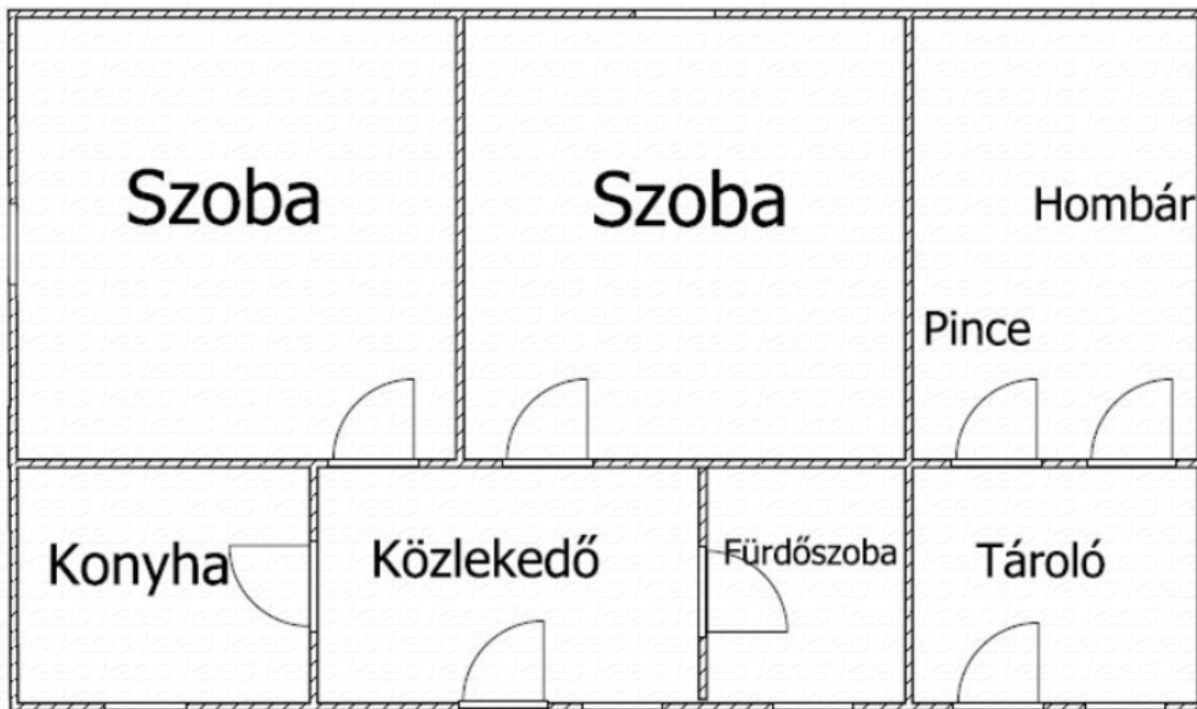 Szoba
Szoba
Hombár
Pince
Konyha
Közlekedő
Fürdőszoba
Tároló